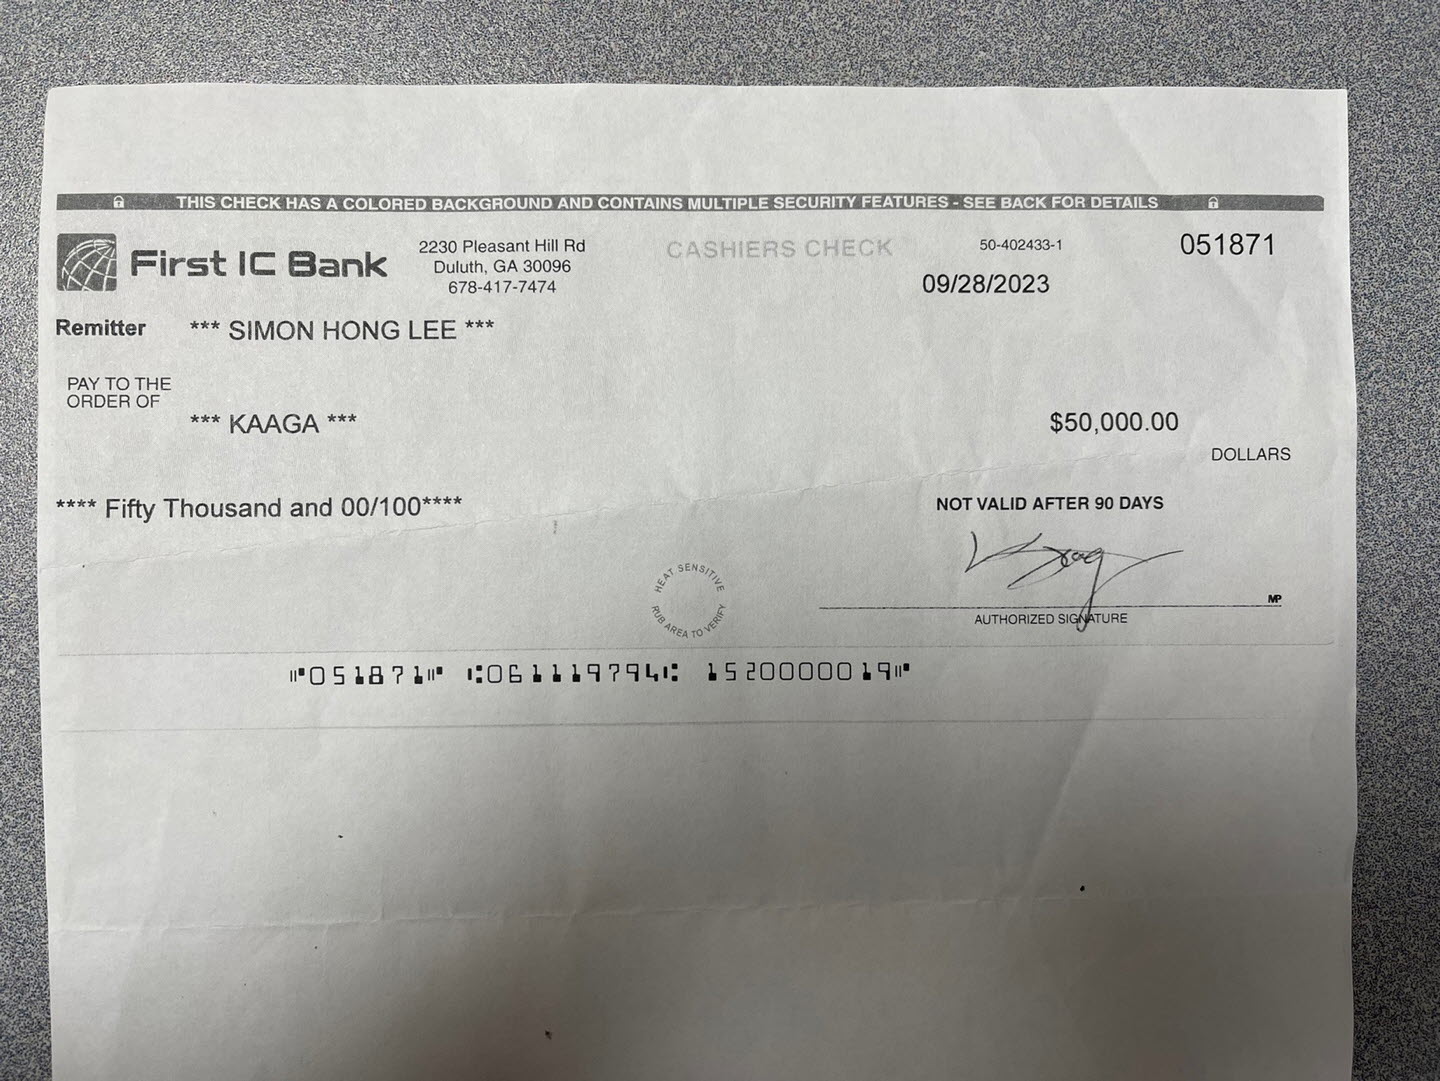 THIS CHECK HAS A COLORED BACKGROUND AND CONTAINS MULTIPLE SECURITY FEATURES - SEE BACK FOR DETAILS
First IC Bank
2230 Pleasant Hill Rd
Duluth, GA 30096
678-417-7474
CASHIERS CHECK
50-402433-1
051871
09/28/2023
Remitter *** SIMON HONG LEE ***
PAY TO THE
ORDER OF
*** KAAGA ***
$50,000.00
DOLLARS
**** Fifty Thousand and 00/100****
NOT VALID AFTER 90 DAYS
HEAT SENSITIVE
RUB AREA TO VERIFY
MP
AUTHORIZED SIGNATURE
⑈051871⑈ ⑆061119794⑆ 1520000019⑈